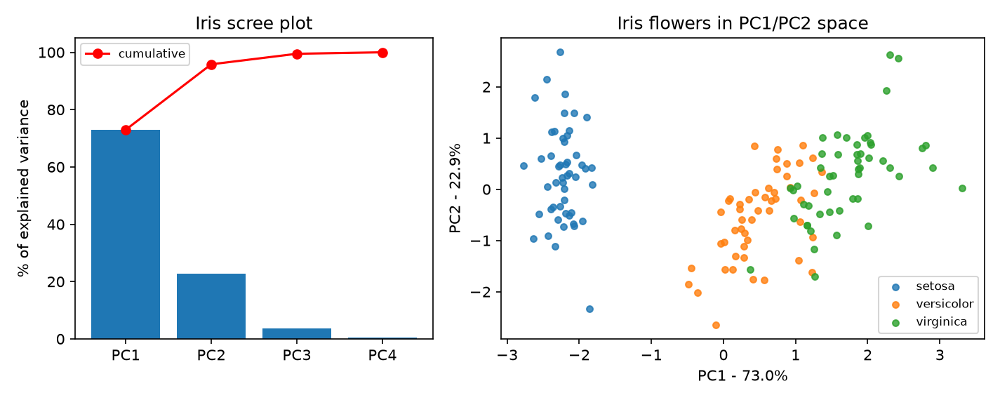 Iris scree plot
cumulative
100
80
60
40
20
0
% of explained variance
PC1 PC2 PC3 PC4
Iris flowers in PC1/PC2 space
2
1
0
−1
−2
PC2 - 22.9%
setosa
versicolor
virginica
−3 −2 −1 0 1 2 3
PC1 - 73.0%